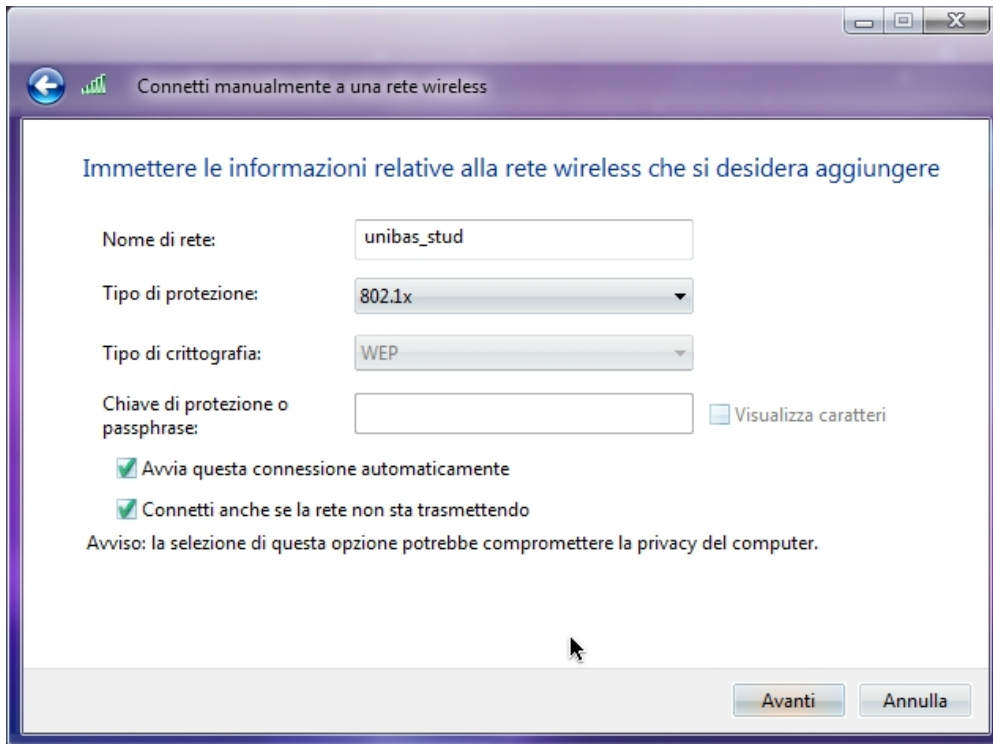 Connetti manualmente a una rete wireless
Immettere le informazioni relative alla rete wireless che si desidera aggiungere
Nome di rete: unibas_stud
Tipo di protezione: 802.1x
Tipo di crittografia: WEP
Chiave di protezione o
passphrase:
Visualizza caratteri
Avvia questa connessione automaticamente
Connetti anche se la rete non sta trasmettendo
Avviso: la selezione di questa opzione potrebbe compromettere la privacy del computer.
Avanti Annulla